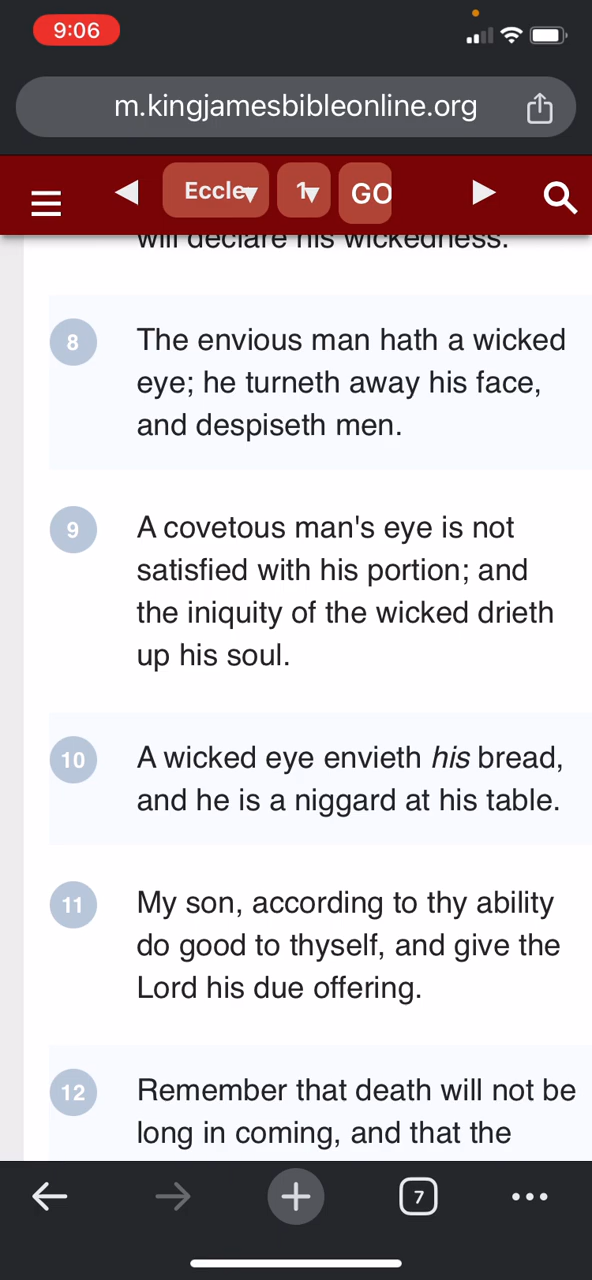 9:06
m.kingjamesbibleonline.org
Eccle
1
GO
will declare his wickedness.
8
The envious man hath a wicked
eye; he turneth away his face,
and despiseth men.
9
A covetous man's eye is not
satisfied with his portion; and
the iniquity of the wicked drieth
up his soul.
10
A wicked eye envieth his bread,
and he is a niggard at his table.
11
My son, according to thy ability
do good to thyself, and give the
Lord his due offering.
12
Remember that death will not be
long in coming, and that the
7